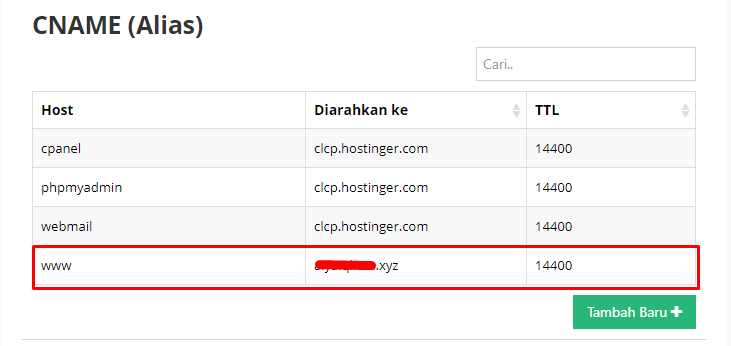 CNAME (Alias)
Cari..
Host Diarahkan ke TTL
cpanel clcp.hostinger.com 14400
phpmyadmin clcp.hostinger.com 14400
webmail clcp.hostinger.com 14400
www .xyz 14400
Tambah Baru +